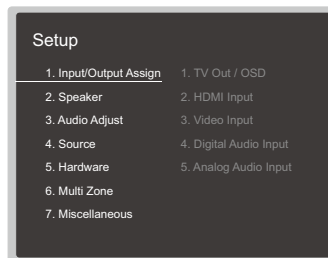 Setup
1. Input/Output Assign
2. Speaker
3. Audio Adjust
4. Source
5. Hardware
6. Multi Zone
7. Miscellaneous
1. TV Out / OSD
2. HDMI Input
3. Video Input
4. Digital Audio Input
5. Analog Audio Input